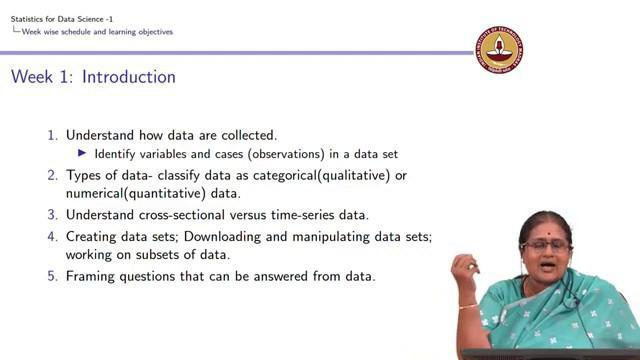 Statistics for Data Science -1
Week wise schedule and learning objectives
Week 1: Introduction
1. Understand how data are collected.
Identify variables and cases (observations) in a data set
2. Types of data- classify data as categorical(qualitative) or
numerical(quantitative) data.
3. Understand cross-sectional versus time-series data.
4. Creating data sets; Downloading and manipulating data sets;
working on subsets of data.
5. Framing questions that can be answered from data.